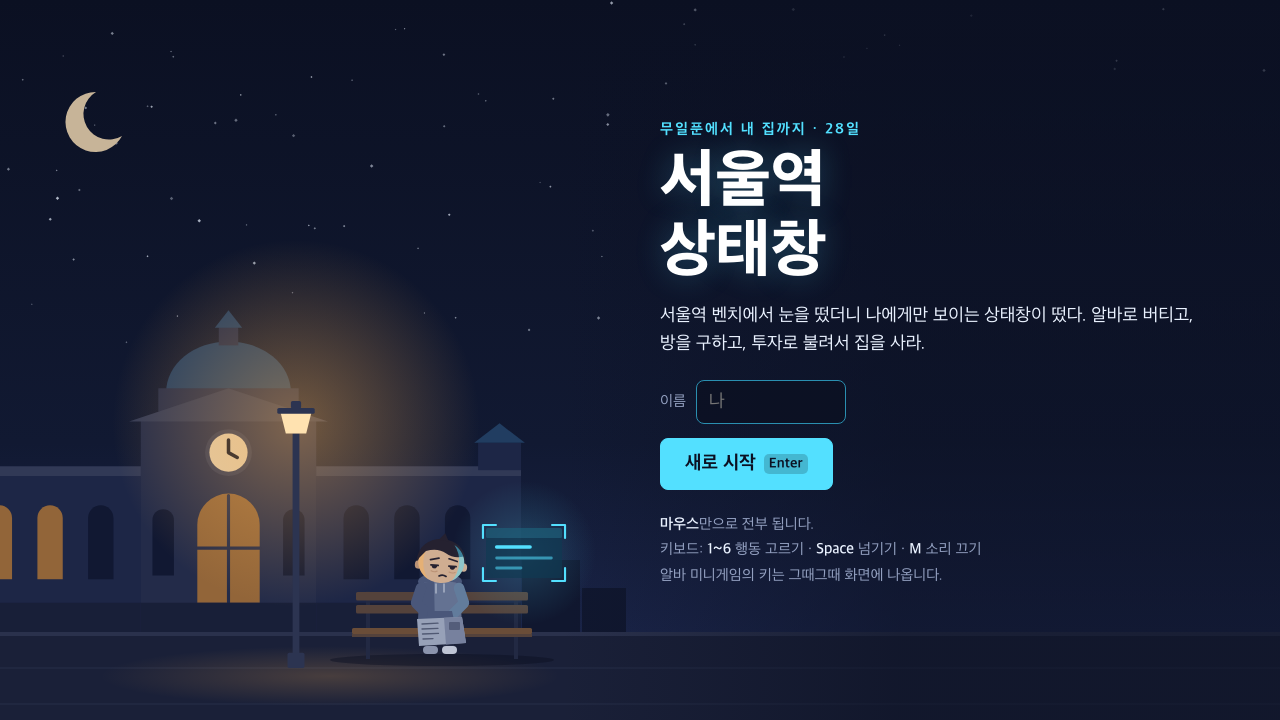 무일푼에서 내 집까지 · 28일
서울역
상태창
서울역 벤치에서 눈을 떴더니 나에게만 보이는 상태창이 떴다. 알바로 버티고,
방을 구하고, 투자로 불려서 집을 사라.
이름 나
새로 시작 Enter
마우스만으로 전부 됩니다.
키보드: 1~6 행동 고르기 · Space 넘기기 · M 소리 끄기
알바 미니게임의 키는 그때그때 화면에 나옵니다.